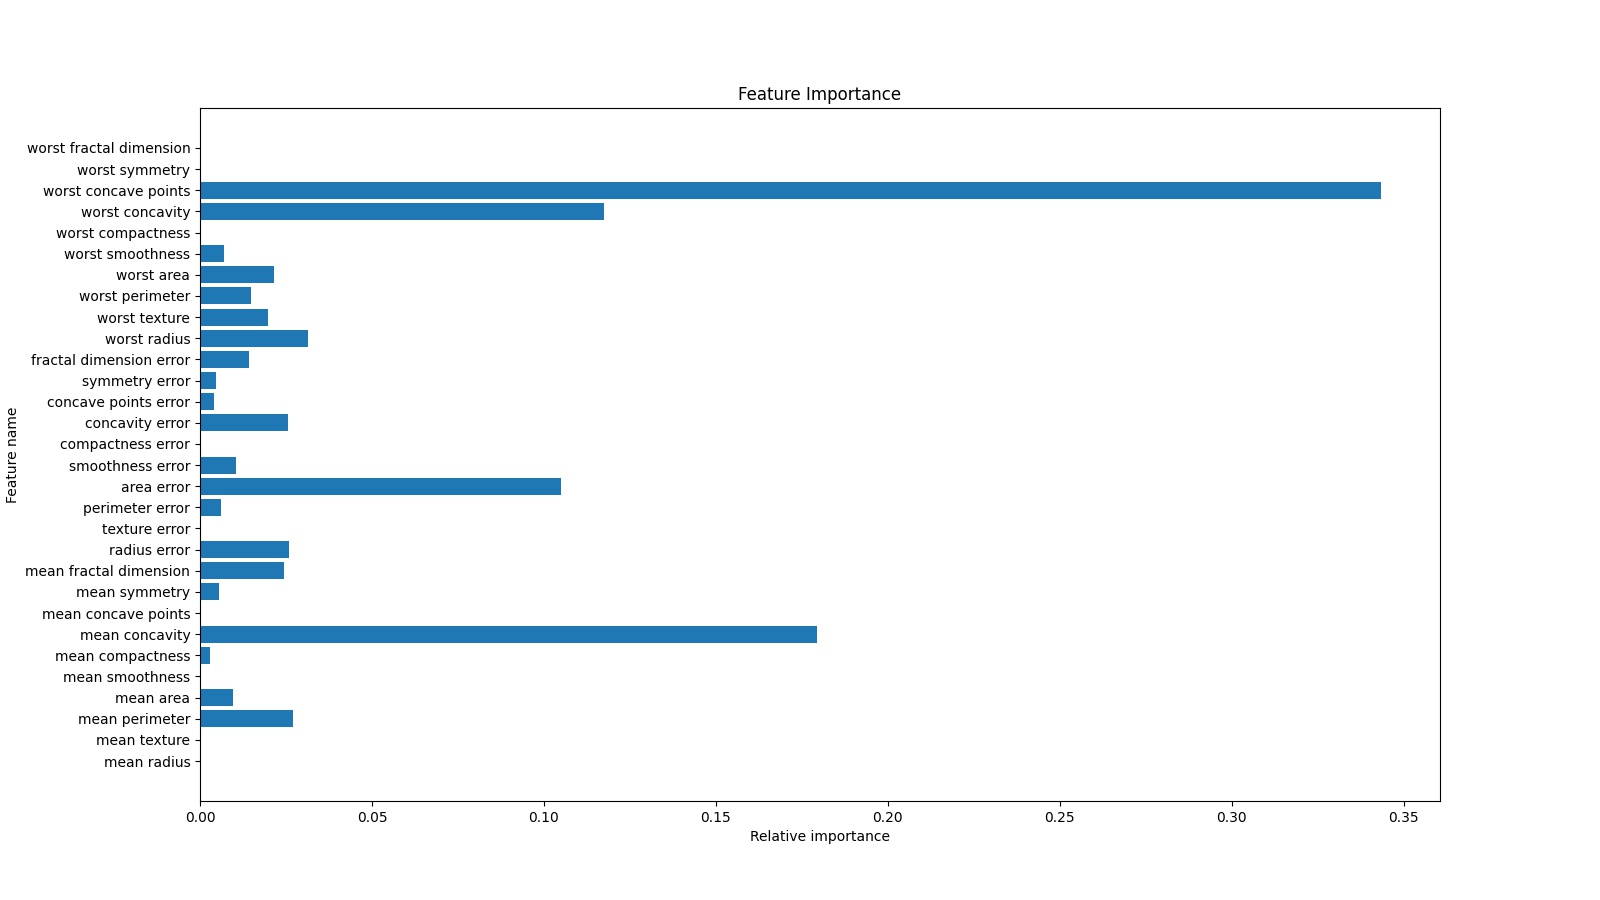 Feature Importance
worst fractal dimension
worst symmetry
worst concave points
worst concavity
worst compactness
worst smoothness
worst area
worst perimeter
worst texture
worst radius
fractal dimension error
symmetry error
concave points error
concavity error
compactness error
smoothness error
area error
perimeter error
texture error
radius error
mean fractal dimension
mean symmetry
mean concave points
mean concavity
mean compactness
mean smoothness
mean area
mean perimeter
mean texture
mean radius
Feature name
0.00 0.05 0.10 0.15 0.20 0.25 0.30 0.35
Relative importance